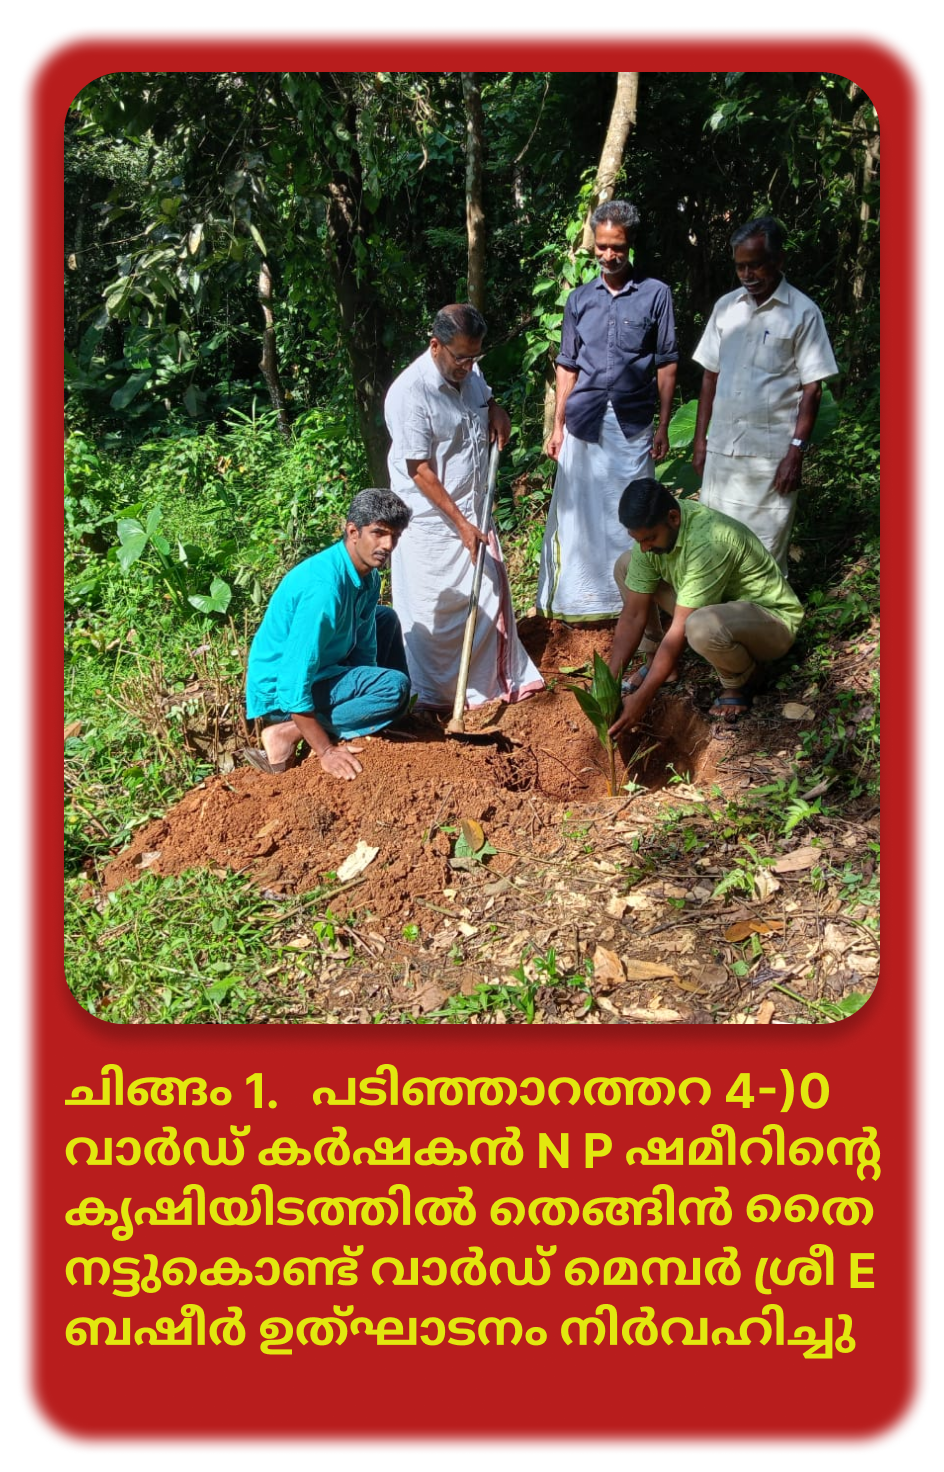 ചിങ്ങം 1. പടിഞ്ഞാറത്തറ 4-)0
വാർഡ് കർഷകൻ N P ഷമീറിന്റെ
കൃഷിയിടത്തിൽ തെങ്ങിൻ തൈ
നട്ടുകൊണ്ട് വാർഡ് മെമ്പർ ശ്രീ E
ബഷീർ ഉത്ഘാടനം നിർവഹിച്ചു